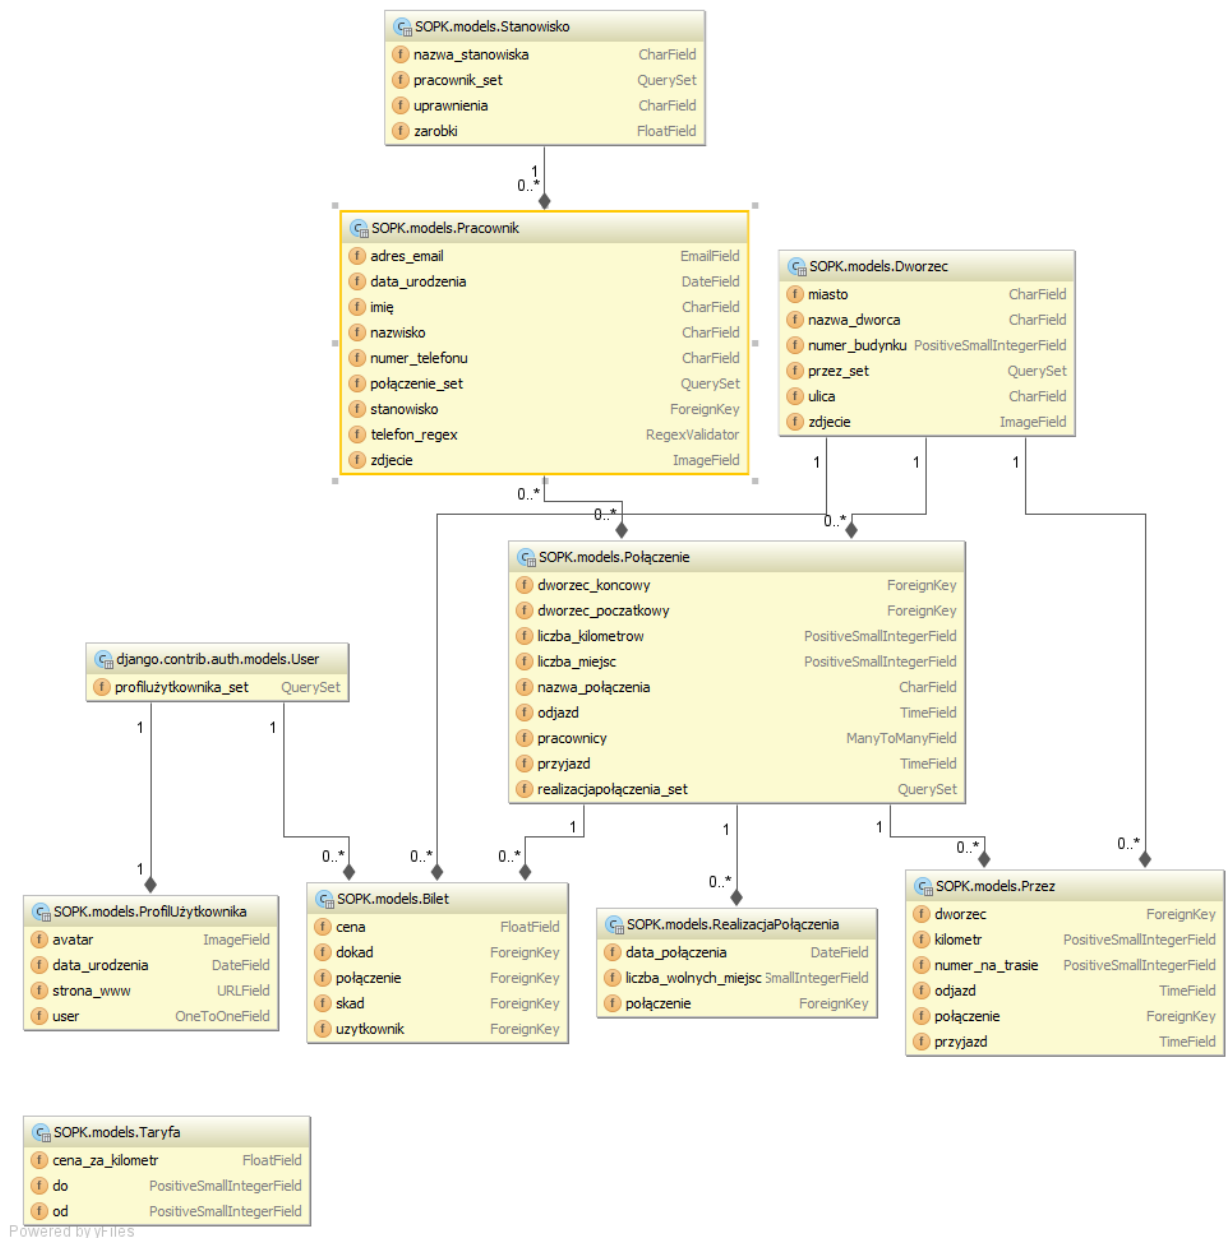 SOPK.models.Stanowisko
nazwa_stanowiska CharField
pracownik_set QuerySet
uprawnienia CharField
zarobki FloatField
1
0..*
SOPK.models.Pracownik
adres_email EmailField
data_urodzenia DateField
imię CharField
nazwisko CharField
numer_telefonu CharField
połączenie_set QuerySet
stanowisko ForeignKey
telefon_regex RegexValidator
zdjecie ImageField
SOPK.models.Dworzec
miasto CharField
nazwa_dworca CharField
numer_budynku PositiveSmallIntegerField
przez_set QuerySet
ulica CharField
zdjecie ImageField
1 1 1
0..*
0..* 0..*
SOPK.models.Połączenie
dworzec_koncowy ForeignKey
dworzec_poczatkowy ForeignKey
liczba_kilometrow PositiveSmallIntegerField
liczba_miejsc PositiveSmallIntegerField
nazwa_połączenia CharField
odjazd TimeField
pracownicy ManyToManyField
przyjazd TimeField
realizacjapołączenia_set QuerySet
django.contrib.auth.models.User
profilużytkownika_set QuerySet
1 1
1 1 1
1 0..* 0..* 0..* 0..* 0..* 0..*
SOPK.models.ProfilUżytkownika
avatar ImageField
data_urodzenia DateField
strona_www URLField
user OneToOneField
SOPK.models.Bilet
cena FloatField
dokad ForeignKey
połączenie ForeignKey
skad ForeignKey
uzytkownik ForeignKey
SOPK.models.RealizacjaPołączenia
data_połączenia DateField
liczba_wolnych_miejsc SmallIntegerField
połączenie ForeignKey
SOPK.models.Przez
dworzec ForeignKey
kilometr PositiveSmallIntegerField
numer_na_trasie PositiveSmallIntegerField
odjazd TimeField
połączenie ForeignKey
przyjazd TimeField
SOPK.models.Taryfa
cena_za_kilometr FloatField
do PositiveSmallIntegerField
od PositiveSmallIntegerField
Powered by yFiles